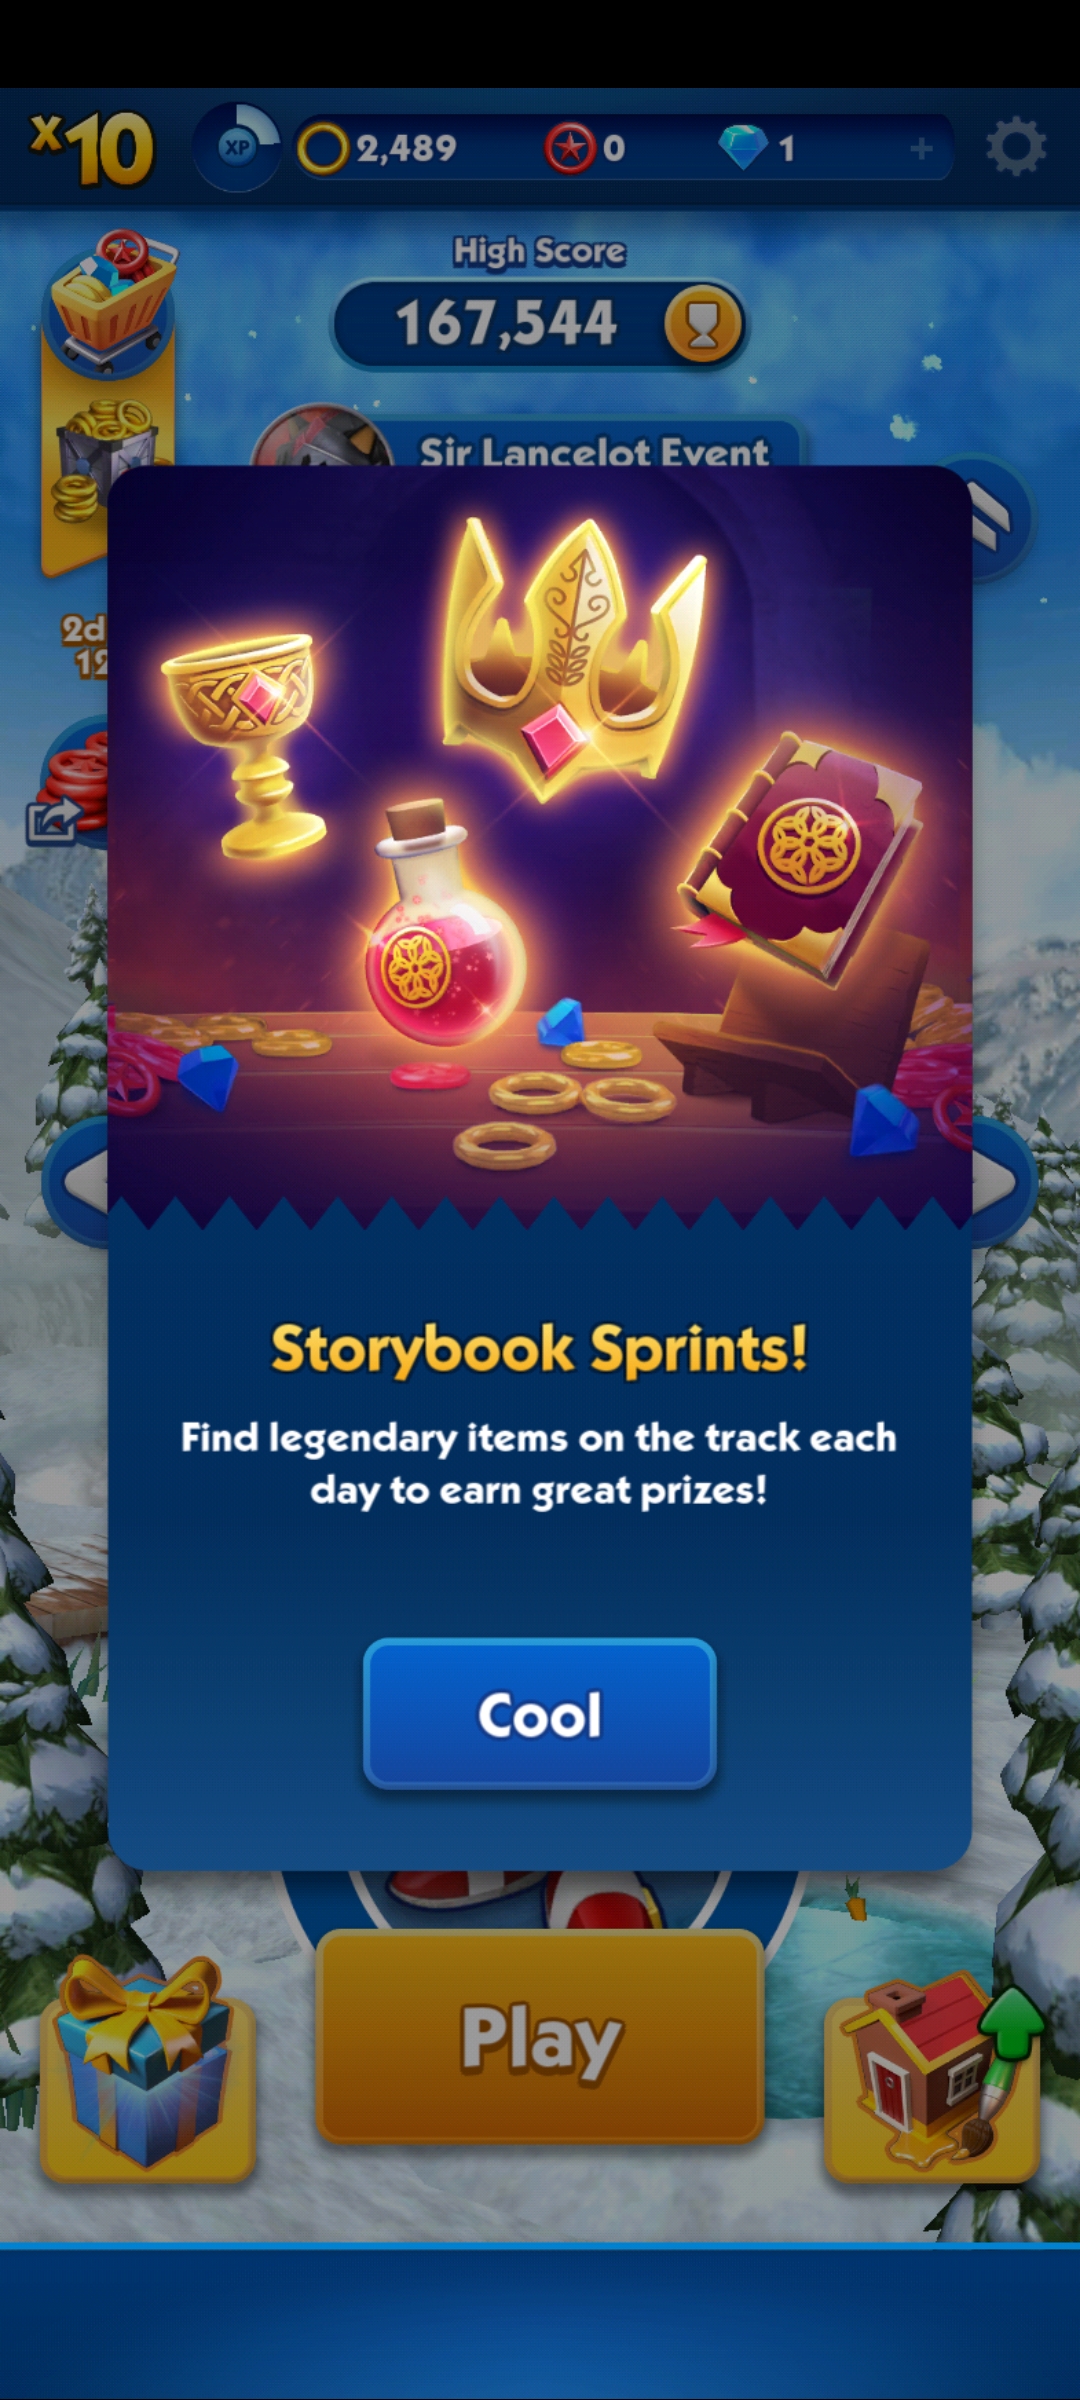 x10
XP
2,489
0
1
+
High Score
167,544
Sir Lancelot Event
2d
12
Storybook Sprints!
Find legendary items on the track each
day to earn great prizes!
Cool
Play